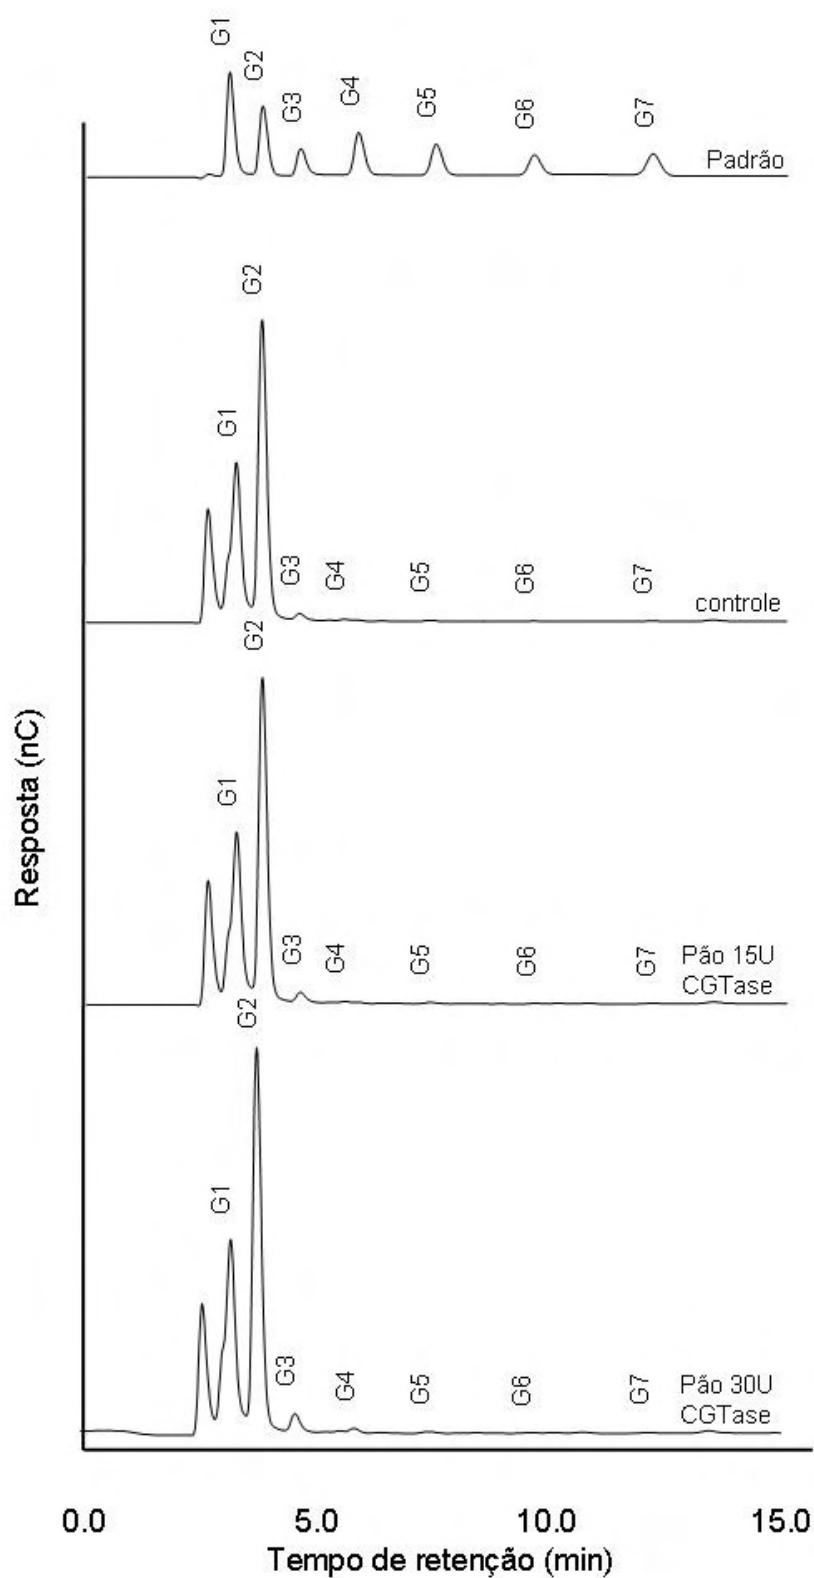 G1
G2
G3
G4
G5
G6
G7
Padrão
G2
G1
G3
G4
G5
G6
G7
controle
G2
G1
G3
G4
G5
G6
G7
Pão 15U
CGTase
G2
G1
G3
G4
G5
G6
G7
Pão 30U
CGTase
Resposta (nC)
0.0
5.0
10.0
15.0
Tempo de retenção (min)